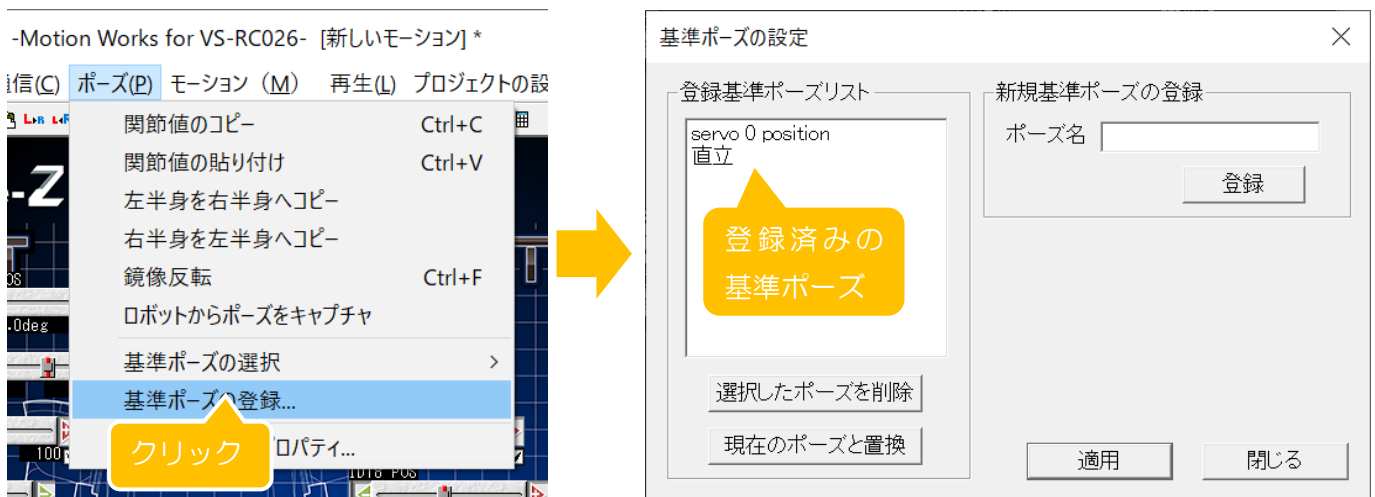 -Motion Works for VS-RC026- [新しいモーション] *
信(C) ポーズ(P) モーション（M） 再生(L) プロジェクトの設
関節値のコピー Ctrl+C
関節値の貼り付け Ctrl+V
左半身を右半身へコピー
右半身を左半身へコピー
鏡像反転 Ctrl+F
ロボットからポーズをキャプチャ
基準ポーズの選択 >
基準ポーズの登録...
ロパティ...
クリック
-Z
.0deg
100
POS
基準ポーズの設定
登録基準ポーズリスト
servo 0 position
直立
登録済みの
基準ポーズ
選択したポーズを削除
現在のポーズと置換
新規基準ポーズの登録
ポーズ名
登録
適用
閉じる